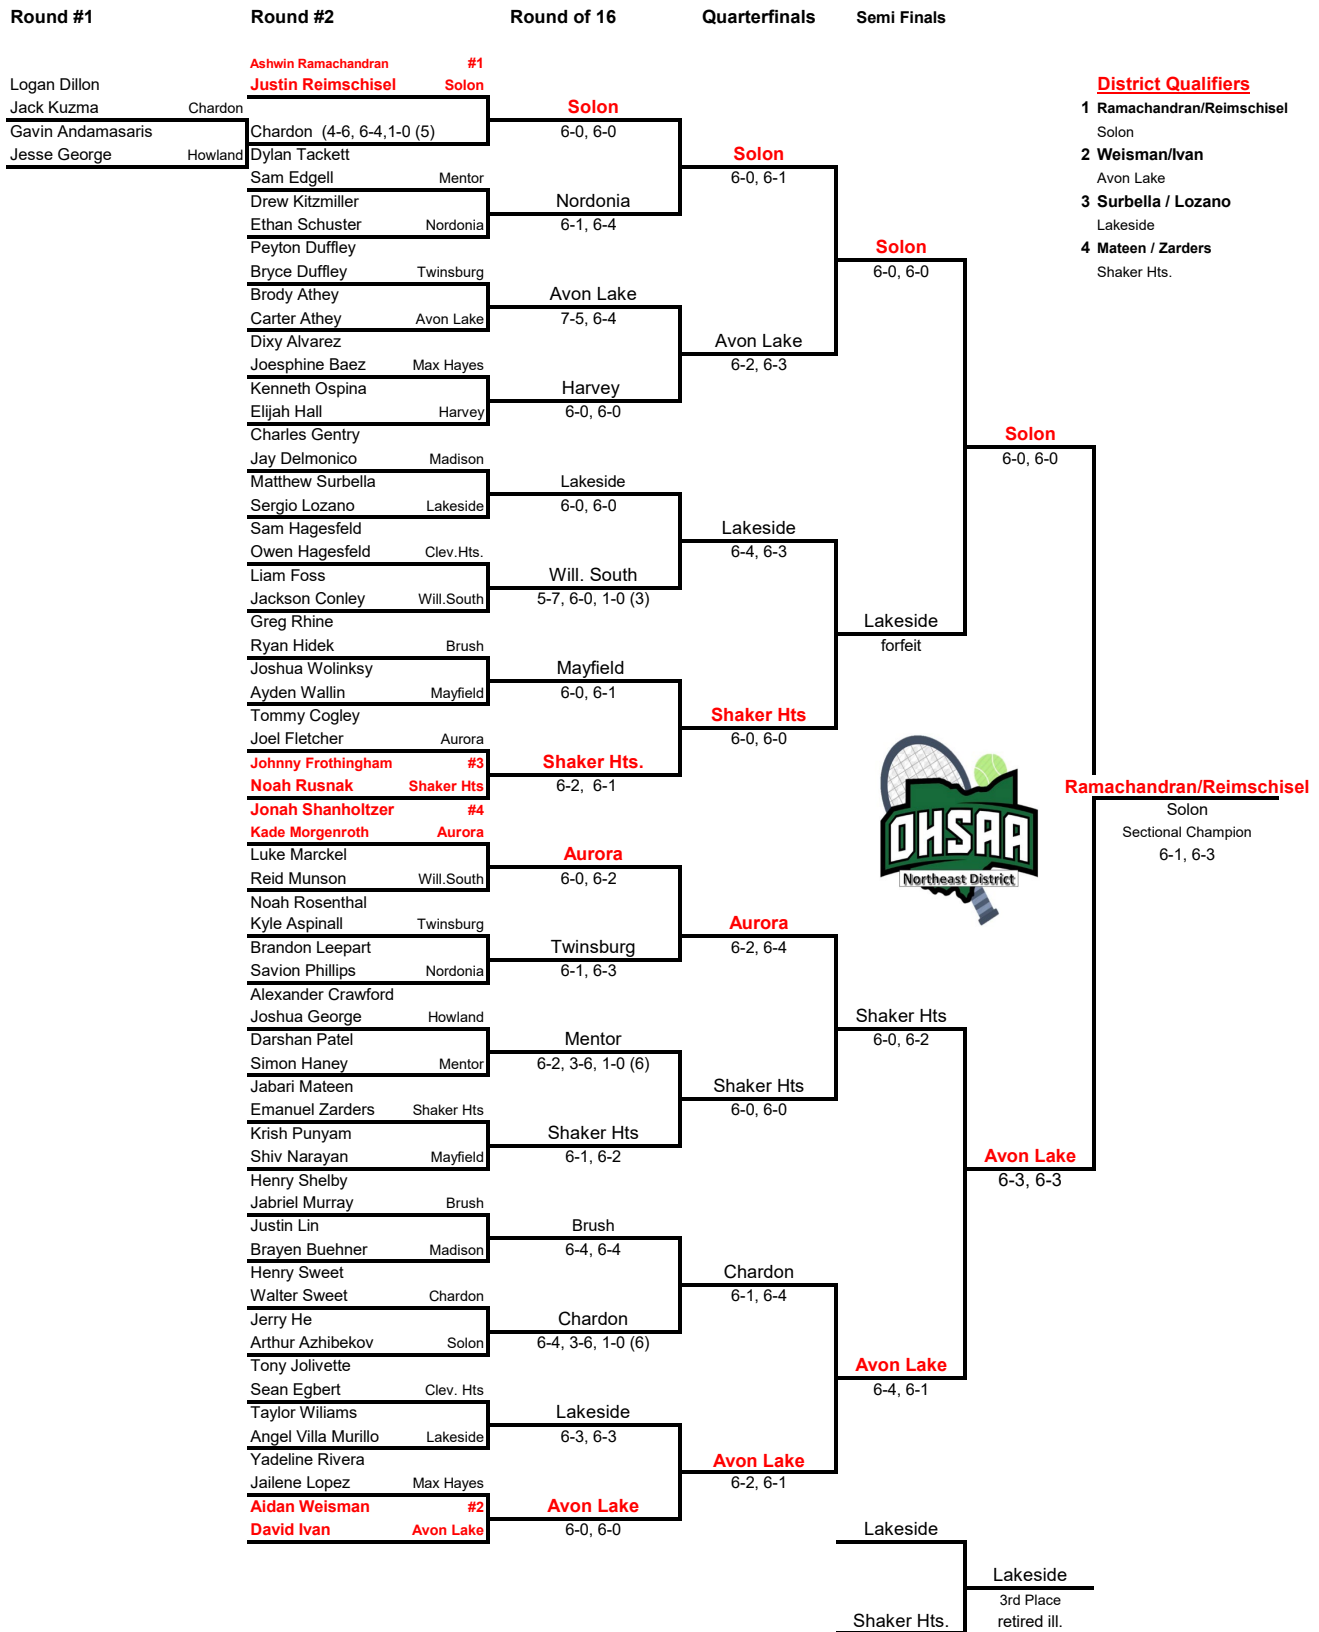 Round #1
Round #2
Round of 16
Quarterfinals
Semi Finals
Logan Dillon
Jack Kuzma Chardon
Gavin Andamasaris
Jesse George Howland
Ashwin Ramachandran #1
Justin Reimschisel Solon
Chardon (4-6, 6-4,1-0 (5)
Dylan Tackett
Sam Edgell Mentor
Drew Kitzmiller
Ethan Schuster Nordonia
Peyton Duffley
Bryce Duffley Twinsburg
Brody Athey
Carter Athey Avon Lake
Dixy Alvarez
Joesphine Baez Max Hayes
Kenneth Ospina
Elijah Hall Harvey
Charles Gentry
Jay Delmonico Madison
Matthew Surbella
Sergio Lozano Lakeside
Sam Hagesfeld
Owen Hagesfeld Clev.Hts.
Liam Foss
Jackson Conley Will.South
Greg Rhine
Ryan Hidek Brush
Joshua Wolinksy
Ayden Wallin Mayfield
Tommy Cogley
Joel Fletcher Aurora
Johnny Frothingham #3
Noah Rusnak Shaker Hts
Jonah Shanholtzer #4
Kade Morgenroth Aurora
Luke Marckel
Reid Munson Will.South
Noah Rosenthal
Kyle Aspinall Twinsburg
Brandon Leepart
Savion Phillips Nordonia
Alexander Crawford
Joshua George Howland
Darshan Patel
Simon Haney Mentor
Jabari Mateen
Emanuel Zarders Shaker Hts
Krish Punyam
Shiv Narayan Mayfield
Henry Shelby
Jabriel Murray Brush
Justin Lin
Brayen Buehner Madison
Henry Sweet
Walter Sweet Chardon
Jerry He
Arthur Azhibekov Solon
Tony Jolivette
Sean Egbert Clev. Hts
Taylor Wiliams
Angel Villa Murillo Lakeside
Yadeline Rivera
Jailene Lopez Max Hayes
Aidan Weisman #2
David Ivan Avon Lake
Solon
6-0, 6-0
Nordonia
6-1, 6-4
Avon Lake
7-5, 6-4
Harvey
6-0, 6-0
Lakeside
6-0, 6-0
Will. South
5-7, 6-0, 1-0 (3)
Mayfield
6-0, 6-1
Shaker Hts.
6-2, 6-1
Aurora
6-0, 6-2
Twinsburg
6-1, 6-3
Mentor
6-2, 3-6, 1-0 (6)
Shaker Hts
6-1, 6-2
Brush
6-4, 6-4
Chardon
6-4, 3-6, 1-0 (6)
Lakeside
6-3, 6-3
Avon Lake
6-0, 6-0
Solon
6-0, 6-1
Avon Lake
6-2, 6-3
Lakeside
6-4, 6-3
Shaker Hts
6-0, 6-0
Aurora
6-2, 6-4
Shaker Hts
6-0, 6-0
Chardon
6-1, 6-4
Avon Lake
6-2, 6-1
Solon
6-0, 6-0
Lakeside
forfeit
Shaker Hts
6-0, 6-2
Avon Lake
6-4, 6-1
Solon
6-0, 6-0
Avon Lake
6-3, 6-3
Ramachandran/Reimschisel
Solon
Sectional Champion
6-1, 6-3
Lakeside
Shaker Hts.
Lakeside
3rd Place
retired ill.
District Qualifiers
1 Ramachandran/Reimschisel
Solon
2 Weisman/Ivan
Avon Lake
3 Surbella / Lozano
Lakeside
4 Mateen / Zarders
Shaker Hts.
OHSAA
Northeast District